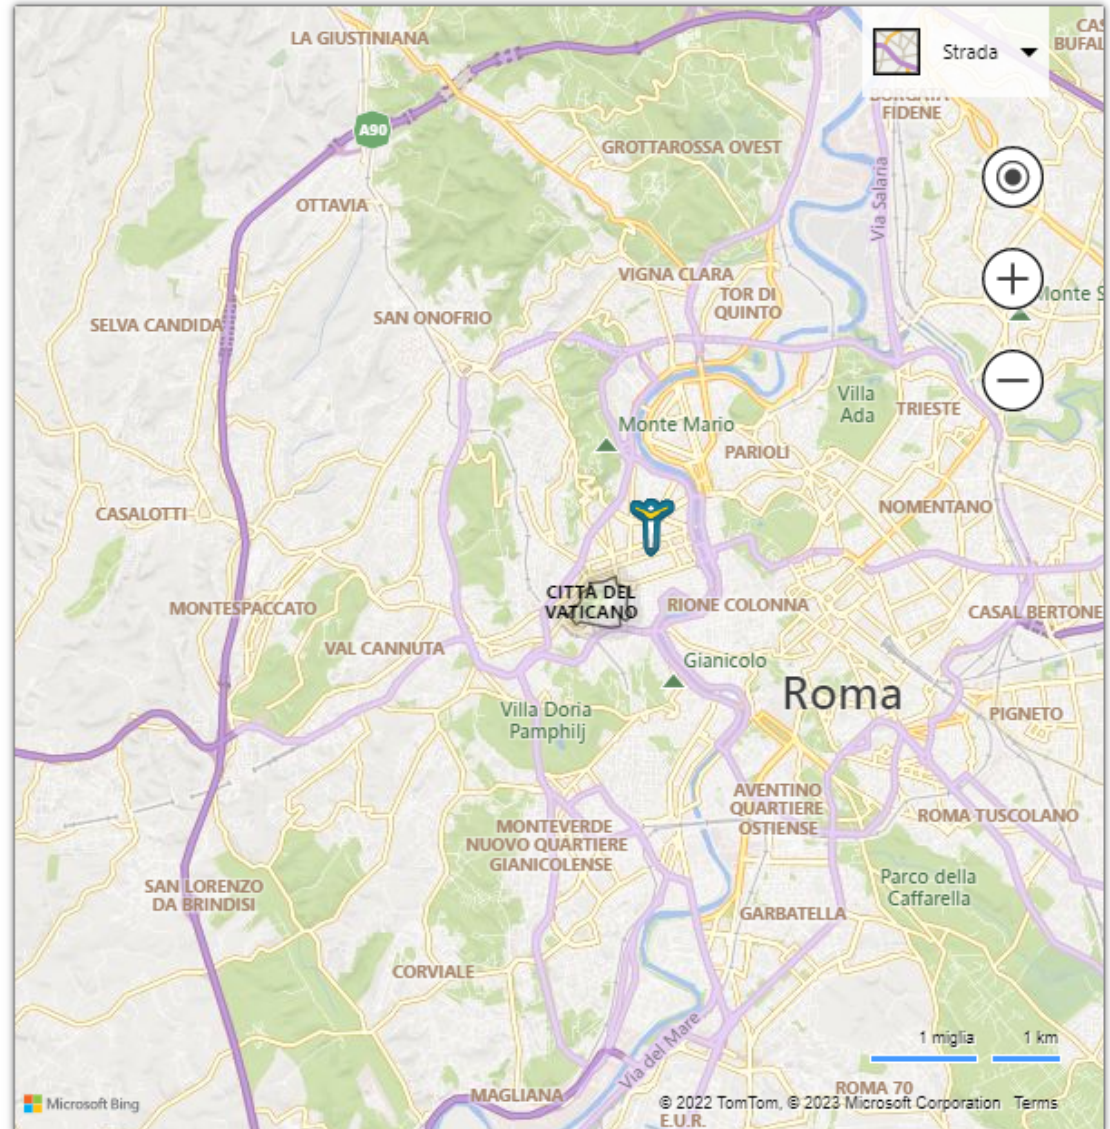 LA GIUSTINIANA
CAS
BUFAL
Strada
A90
BORGATA
FIDENE
GROTTAROSSA OVEST
Via Salaria
OTTAVIA
VIGNA CLARA
TOR DI
QUINTO
Monte S
SELVA CANDIDA
SAN ONOFRIO
Villa
Ada
TRIESTE
Monte Mario
PARIOLI
CASALOTTI
NOMENTANO
CITTÀ DEL
VATICANO
RIONE COLONNA
MONTESPACCATO
CASAL BERTONE
VAL CANNUTA
Gianicolo
Roma
Villa Doria
Pamphilj
PIGNETO
AVENTINO
QUARTIERE
OSTIENSE
ROMA TUSCOLANO
MONTEVERDE
NUOVO QUARTIERE
GIANICOLENSE
SAN LORENZO
DA BRINDISI
Parco della
Caffarella
GARBATELLA
CORVIALE
1 miglia
1 km
Via del Mare
MAGLIANA
ROMA 70
Microsoft Bing
© 2022 TomTom, © 2023 Microsoft Corporation Terms
E.U.R.